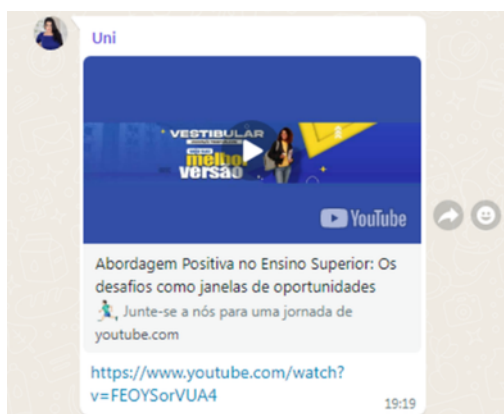 Uni
VESTIBULAR
melhor
versão
YouTube
Abordagem Positiva no Ensino Superior: Os
desafios como janelas de oportunidades
Junte-se a nós para uma jornada de
youtube.com
https://www.youtube.com/watch?
v=FEOYSorVUA4
19:19